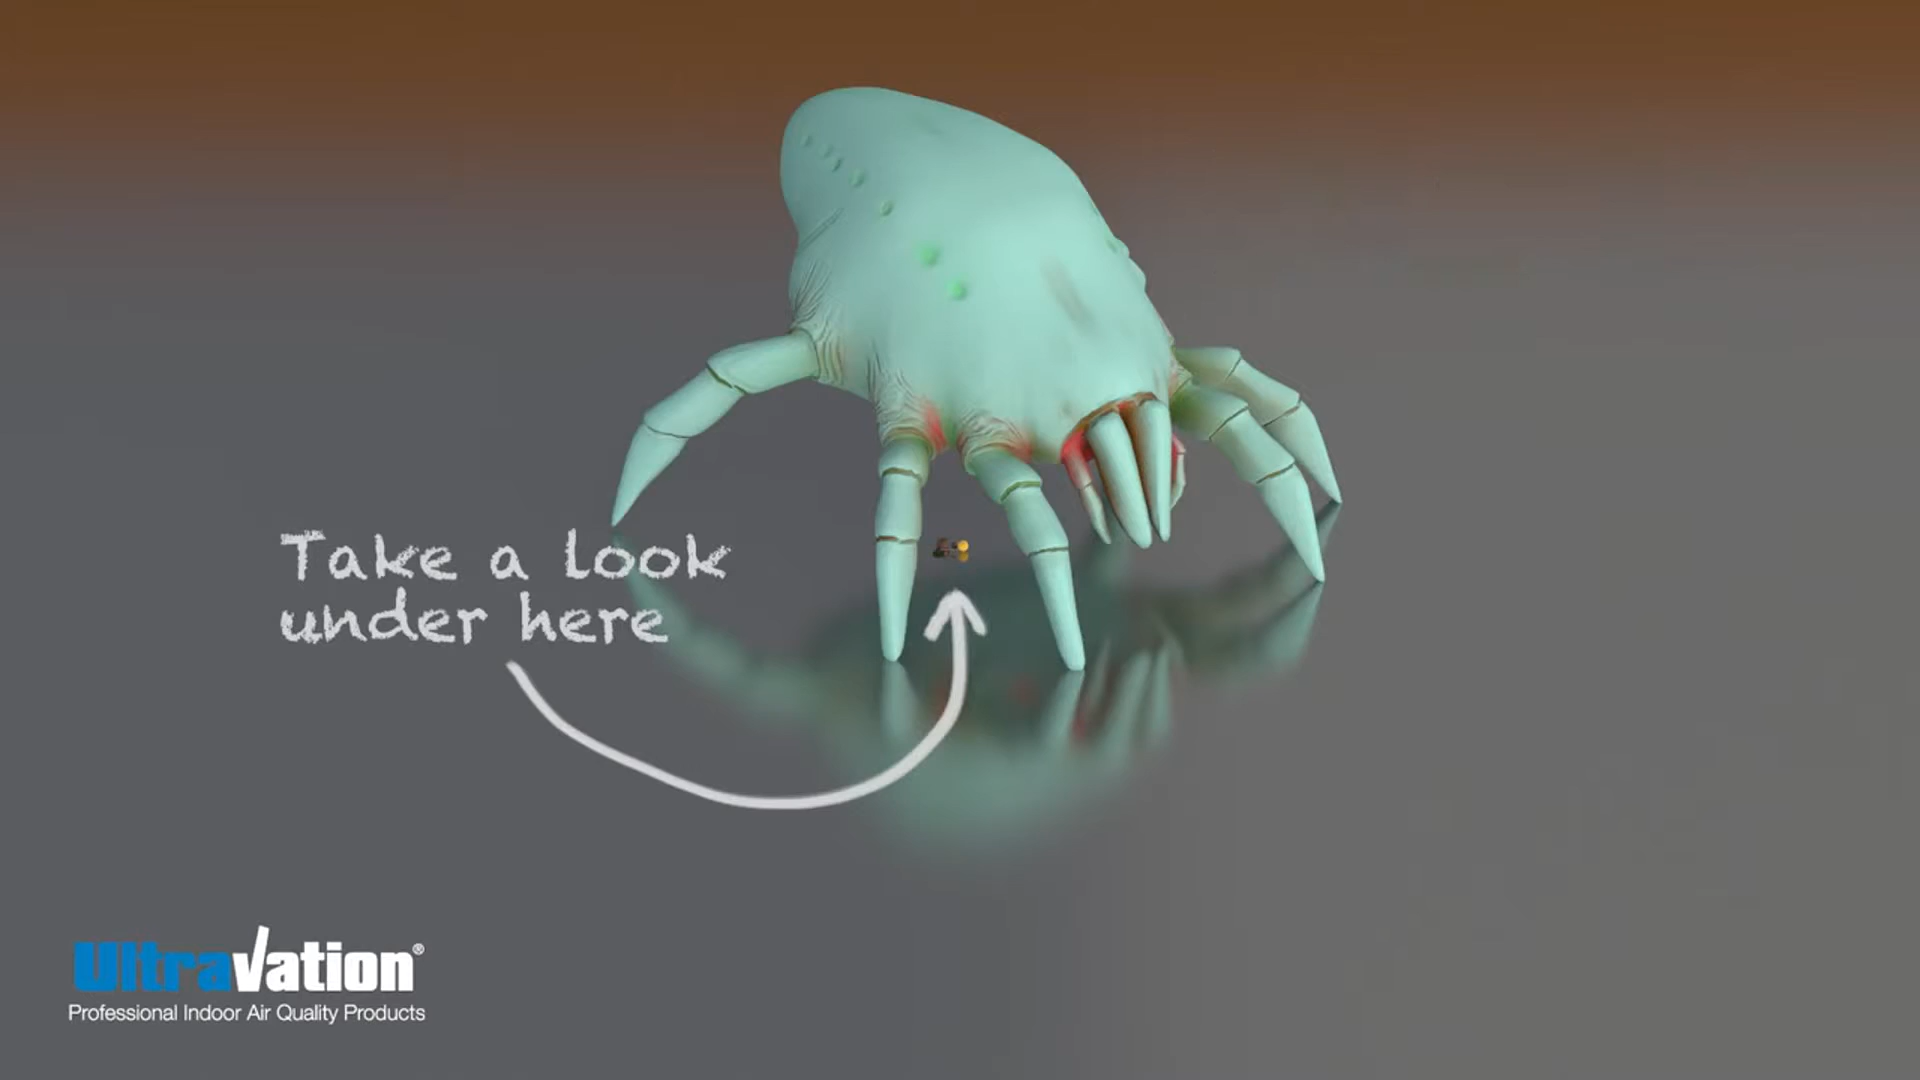 Take a look
under here
Ultravation®
Professional Indoor Air Quality Products